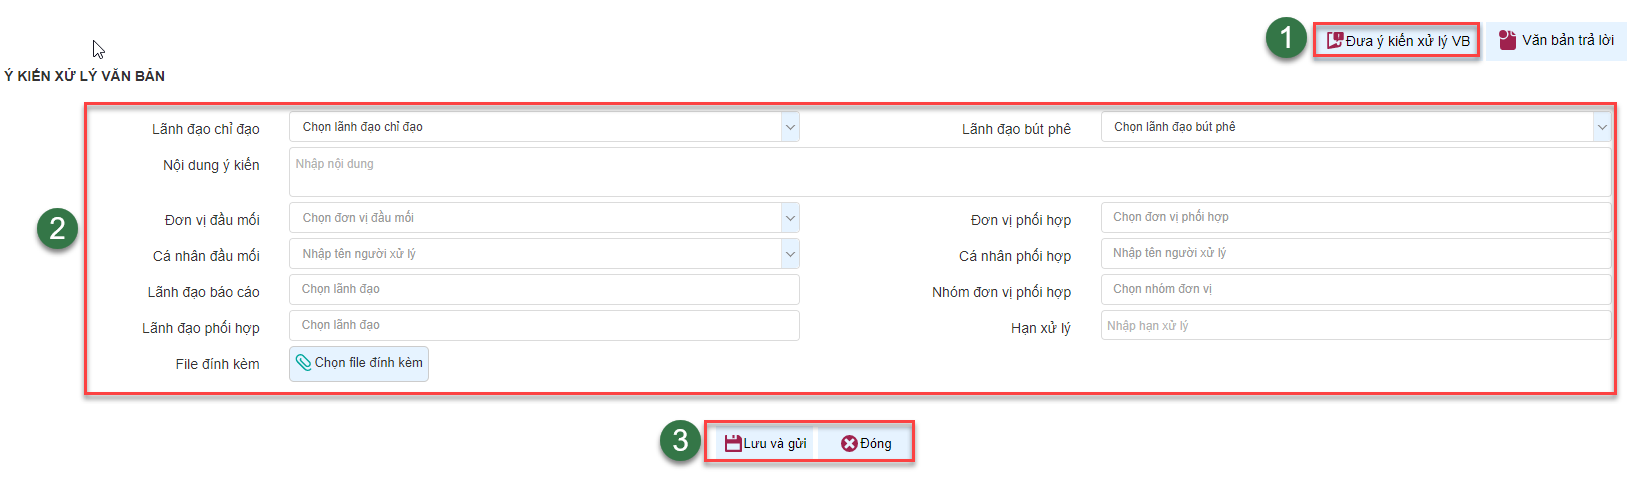 1 Đưa ý kiến xử lý VB Văn bản trả lời
Ý KIẾN XỬ LÝ VĂN BẢN
Lãnh đạo chỉ đạo Chọn lãnh đạo chỉ đạo Lãnh đạo bút phê Chọn lãnh đạo bút phê
Nội dung ý kiến Nhập nội dung
2
Đơn vị đầu mối Chọn đơn vị đầu mối Đơn vị phối hợp Chọn đơn vị phối hợp
Cá nhân đầu mối Nhập tên người xử lý Cá nhân phối hợp Nhập tên người xử lý
Lãnh đạo báo cáo Chọn lãnh đạo Nhóm đơn vị phối hợp Chọn nhóm đơn vị
Lãnh đạo phối hợp Chọn lãnh đạo Hạn xử lý Nhập hạn xử lý
File đính kèm Chọn file đính kèm
3 Lưu và gửi Đóng